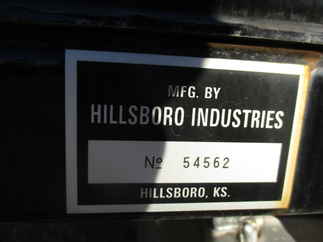 MFG. BY
HILLSBORO INDUSTRIES
Nº 54562
HILLSBORO, KS.